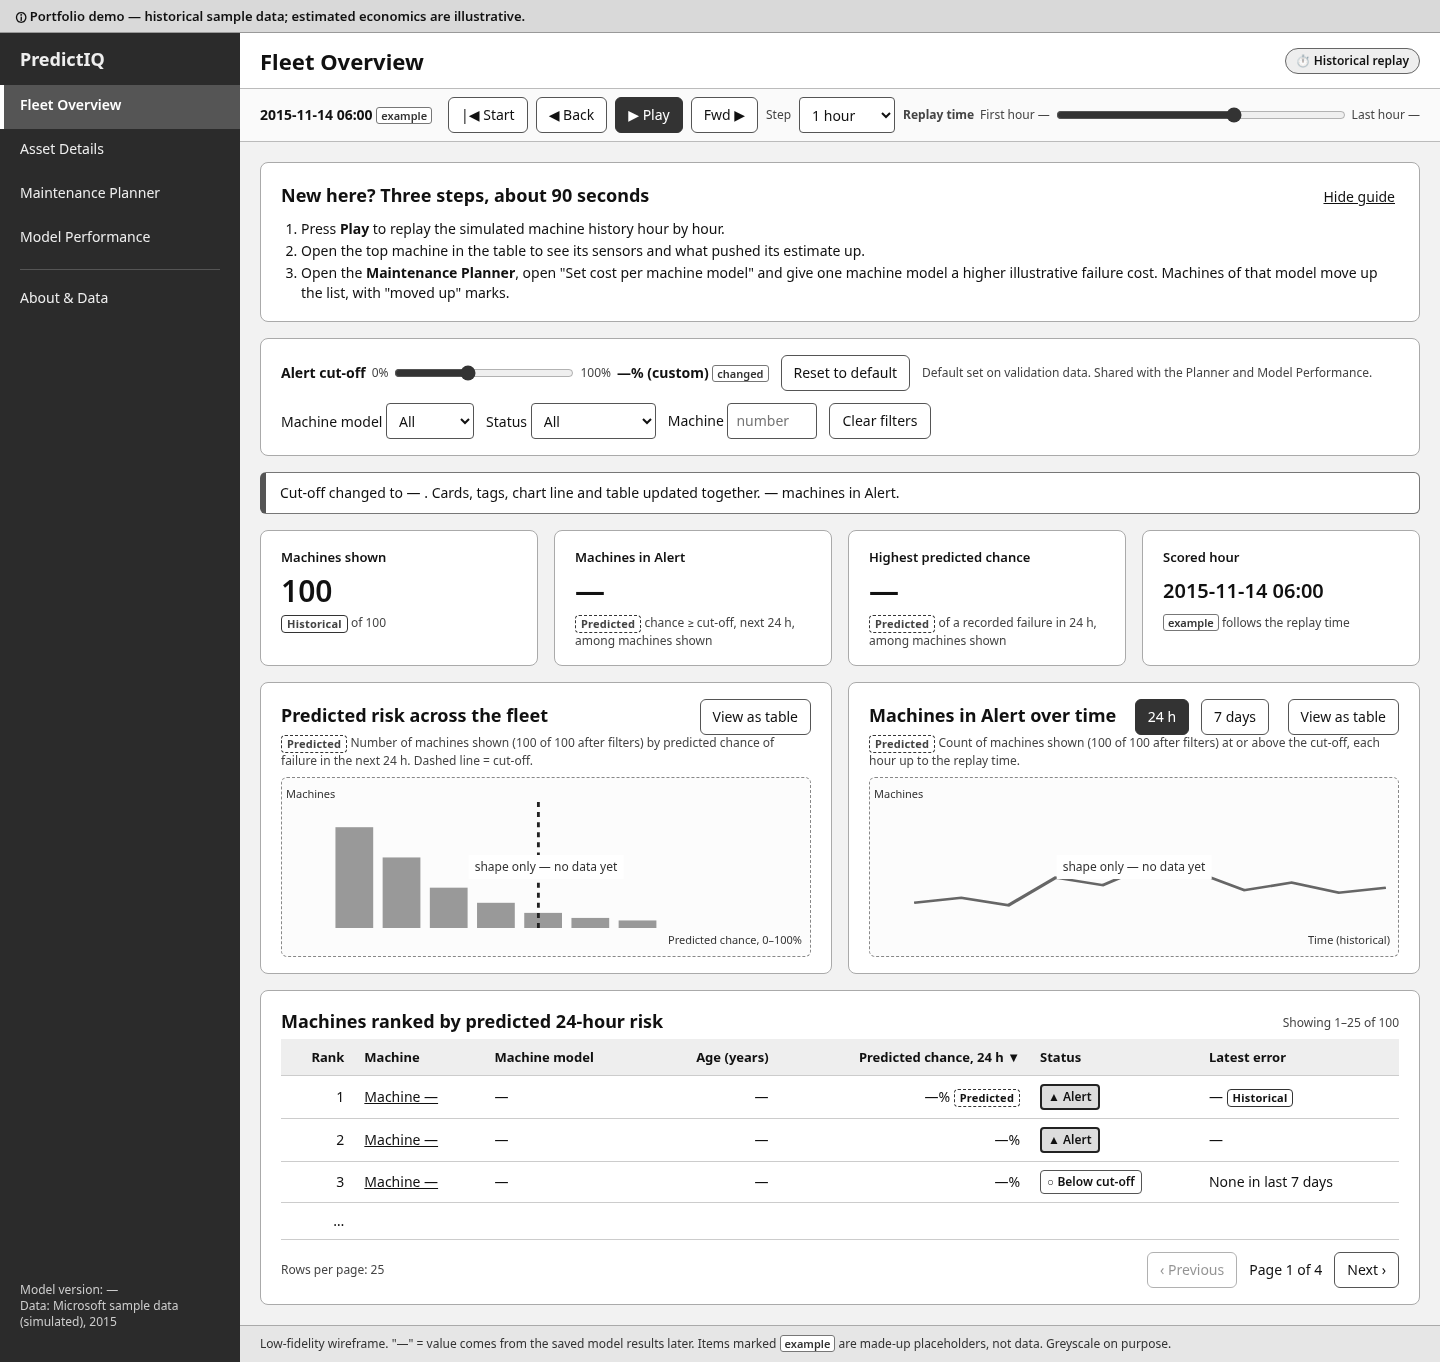 ⓘ Portfolio demo — historical sample data; estimated economics are illustrative.
PredictIQ
Fleet Overview
Asset Details
Maintenance Planner
Model Performance
About & Data
Model version: —
Data: Microsoft sample data
(simulated), 2015
Fleet Overview
⏱ Historical replay
2015-11-14 06:00 example |◀ Start ◀ Back ▶ Play Fwd ▶ Step 1 hour Replay time First hour — Last hour —
New here? Three steps, about 90 seconds
Hide guide
1. Press Play to replay the simulated machine history hour by hour.
2. Open the top machine in the table to see its sensors and what pushed its estimate up.
3. Open the Maintenance Planner, open "Set cost per machine model" and give one machine model a higher illustrative failure cost. Machines of that model move up
the list, with "moved up" marks.
Alert cut-off 0% 100% —% (custom) changed Reset to default Default set on validation data. Shared with the Planner and Model Performance.
Machine model All Status All Machine number Clear filters
Cut-off changed to — . Cards, tags, chart line and table updated together. — machines in Alert.
Machines shown
100
Historical of 100
Machines in Alert
—
Predicted chance ≥ cut-off, next 24 h,
among machines shown
Highest predicted chance
—
Predicted of a recorded failure in 24 h,
among machines shown
Scored hour
2015-11-14 06:00
example follows the replay time
Predicted risk across the fleet
View as table
Predicted Number of machines shown (100 of 100 after filters) by predicted chance of
failure in the next 24 h. Dashed line = cut-off.
Machines
shape only — no data yet
Predicted chance, 0–100%
Machines in Alert over time
24 h 7 days View as table
Predicted Count of machines shown (100 of 100 after filters) at or above the cut-off, each
hour up to the replay time.
Machines
shape only — no data yet
Time (historical)
Machines ranked by predicted 24-hour risk
Showing 1–25 of 100
Rank Machine Machine model Age (years) Predicted chance, 24 h ▼ Status Latest error
1 Machine — — — —% Predicted ▲ Alert — Historical
2 Machine — — — —% ▲ Alert —
3 Machine — — — —% ○ Below cut-off None in last 7 days
...
Rows per page: 25
‹ Previous Page 1 of 4 Next ›
Low-fidelity wireframe. "—" = value comes from the saved model results later. Items marked example are made-up placeholders, not data. Greyscale on purpose.